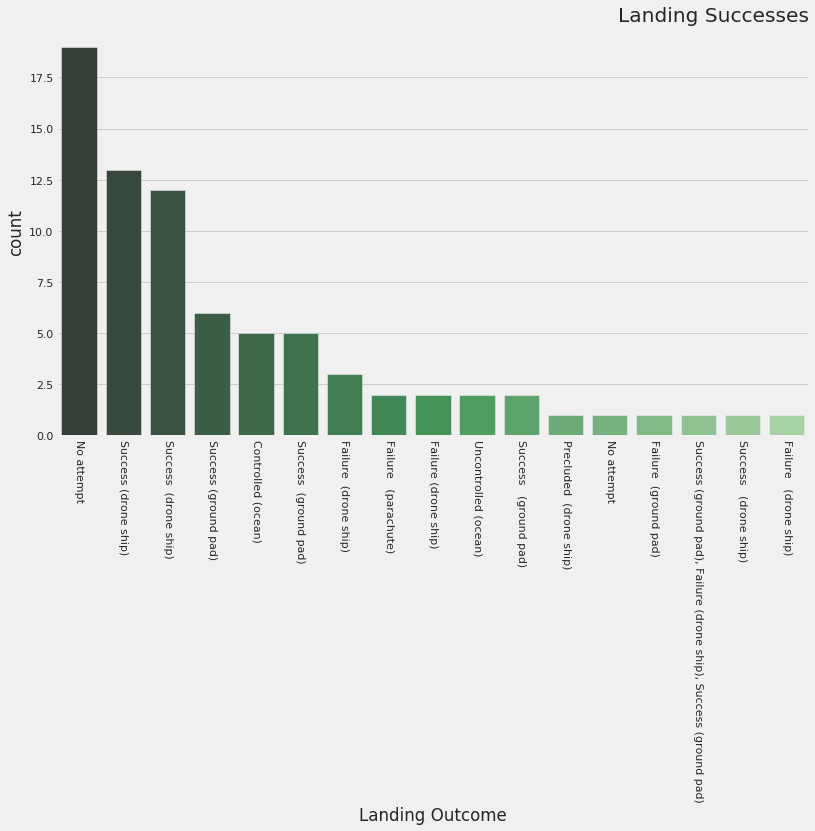 Landing Successes
count
17.5
15.0
12.5
10.0
7.5
5.0
2.5
0.0
No attempt
Success (drone ship)
Success  (drone ship)
Success (ground pad)
Controlled (ocean)
Success  (ground pad)
Failure  (drone ship)
Failure   (parachute)
Failure (drone ship)
Uncontrolled (ocean)
Success   (ground pad)
Precluded  (drone ship)
No attempt
Failure  (ground pad)
Success (ground pad), Failure (drone ship), Success (ground pad)
Success   (drone ship)
Failure   (drone ship)
Landing Outcome